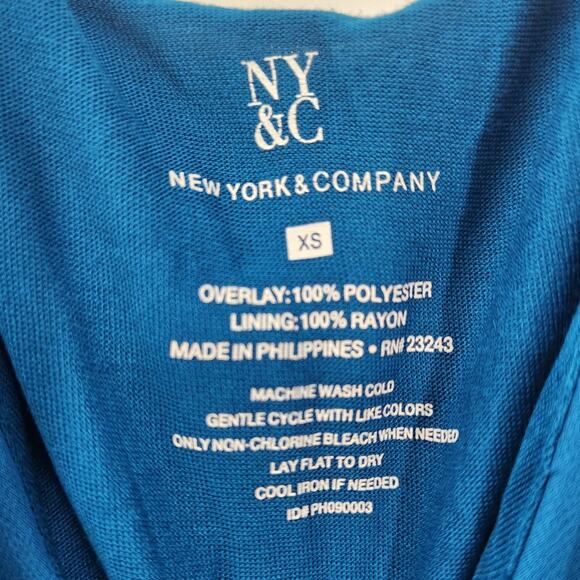 NY
&C
NEW YORK & COMPANY
XS
OVERLAY: 100% POLYESTER
LINING: 100% RAYON
MADE IN PHILIPPINES • RN# 23243
MACHINE WASH COLD
GENTLE CYCLE WITH LIKE COLORS
ONLY NON-CHLORINE BLEACH WHEN NEEDED
LAY FLAT TO DRY
COOL IRON IF NEEDED
ID# PH090003